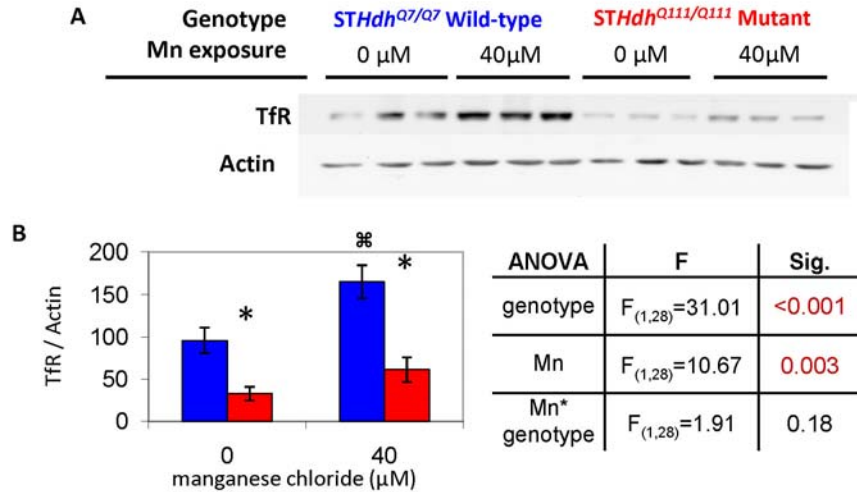 A
Genotype STHdhQ7/Q7 Wild-type STHdhQ111/Q111 Mutant
Mn exposure 0 µM 40µM 0 µM 40µM
TfR
Actin
B
200
150
100
50
0
TfR / Actin
⌘
*
*
0 40
manganese chloride (µM)
ANOVA F Sig.
genotype F(1,28)=31.01 <0.001
Mn F(1,28)=10.67 0.003
Mn*
genotype F(1,28)=1.91 0.18